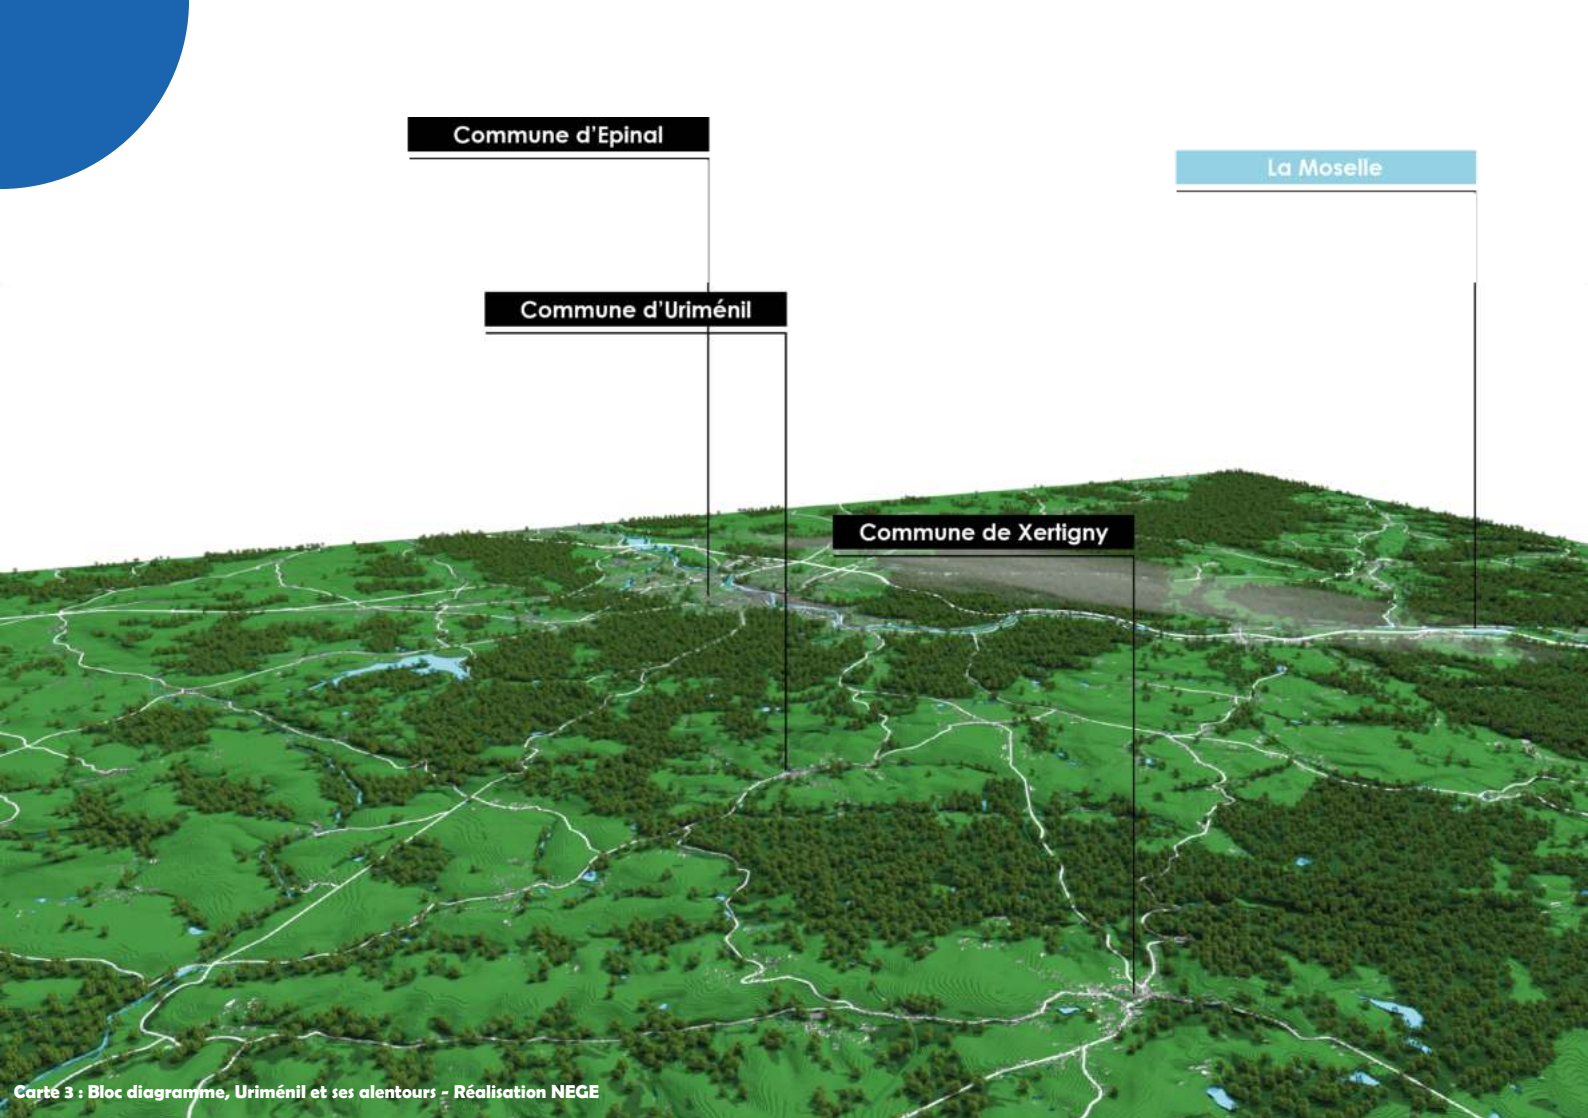 Commune d'Epinal
La Moselle
Commune d'Uriménil
Commune de Xertigny
Carte 3 : Bloc diagramme, Uriménil et ses alentours - Réalisation NEGE